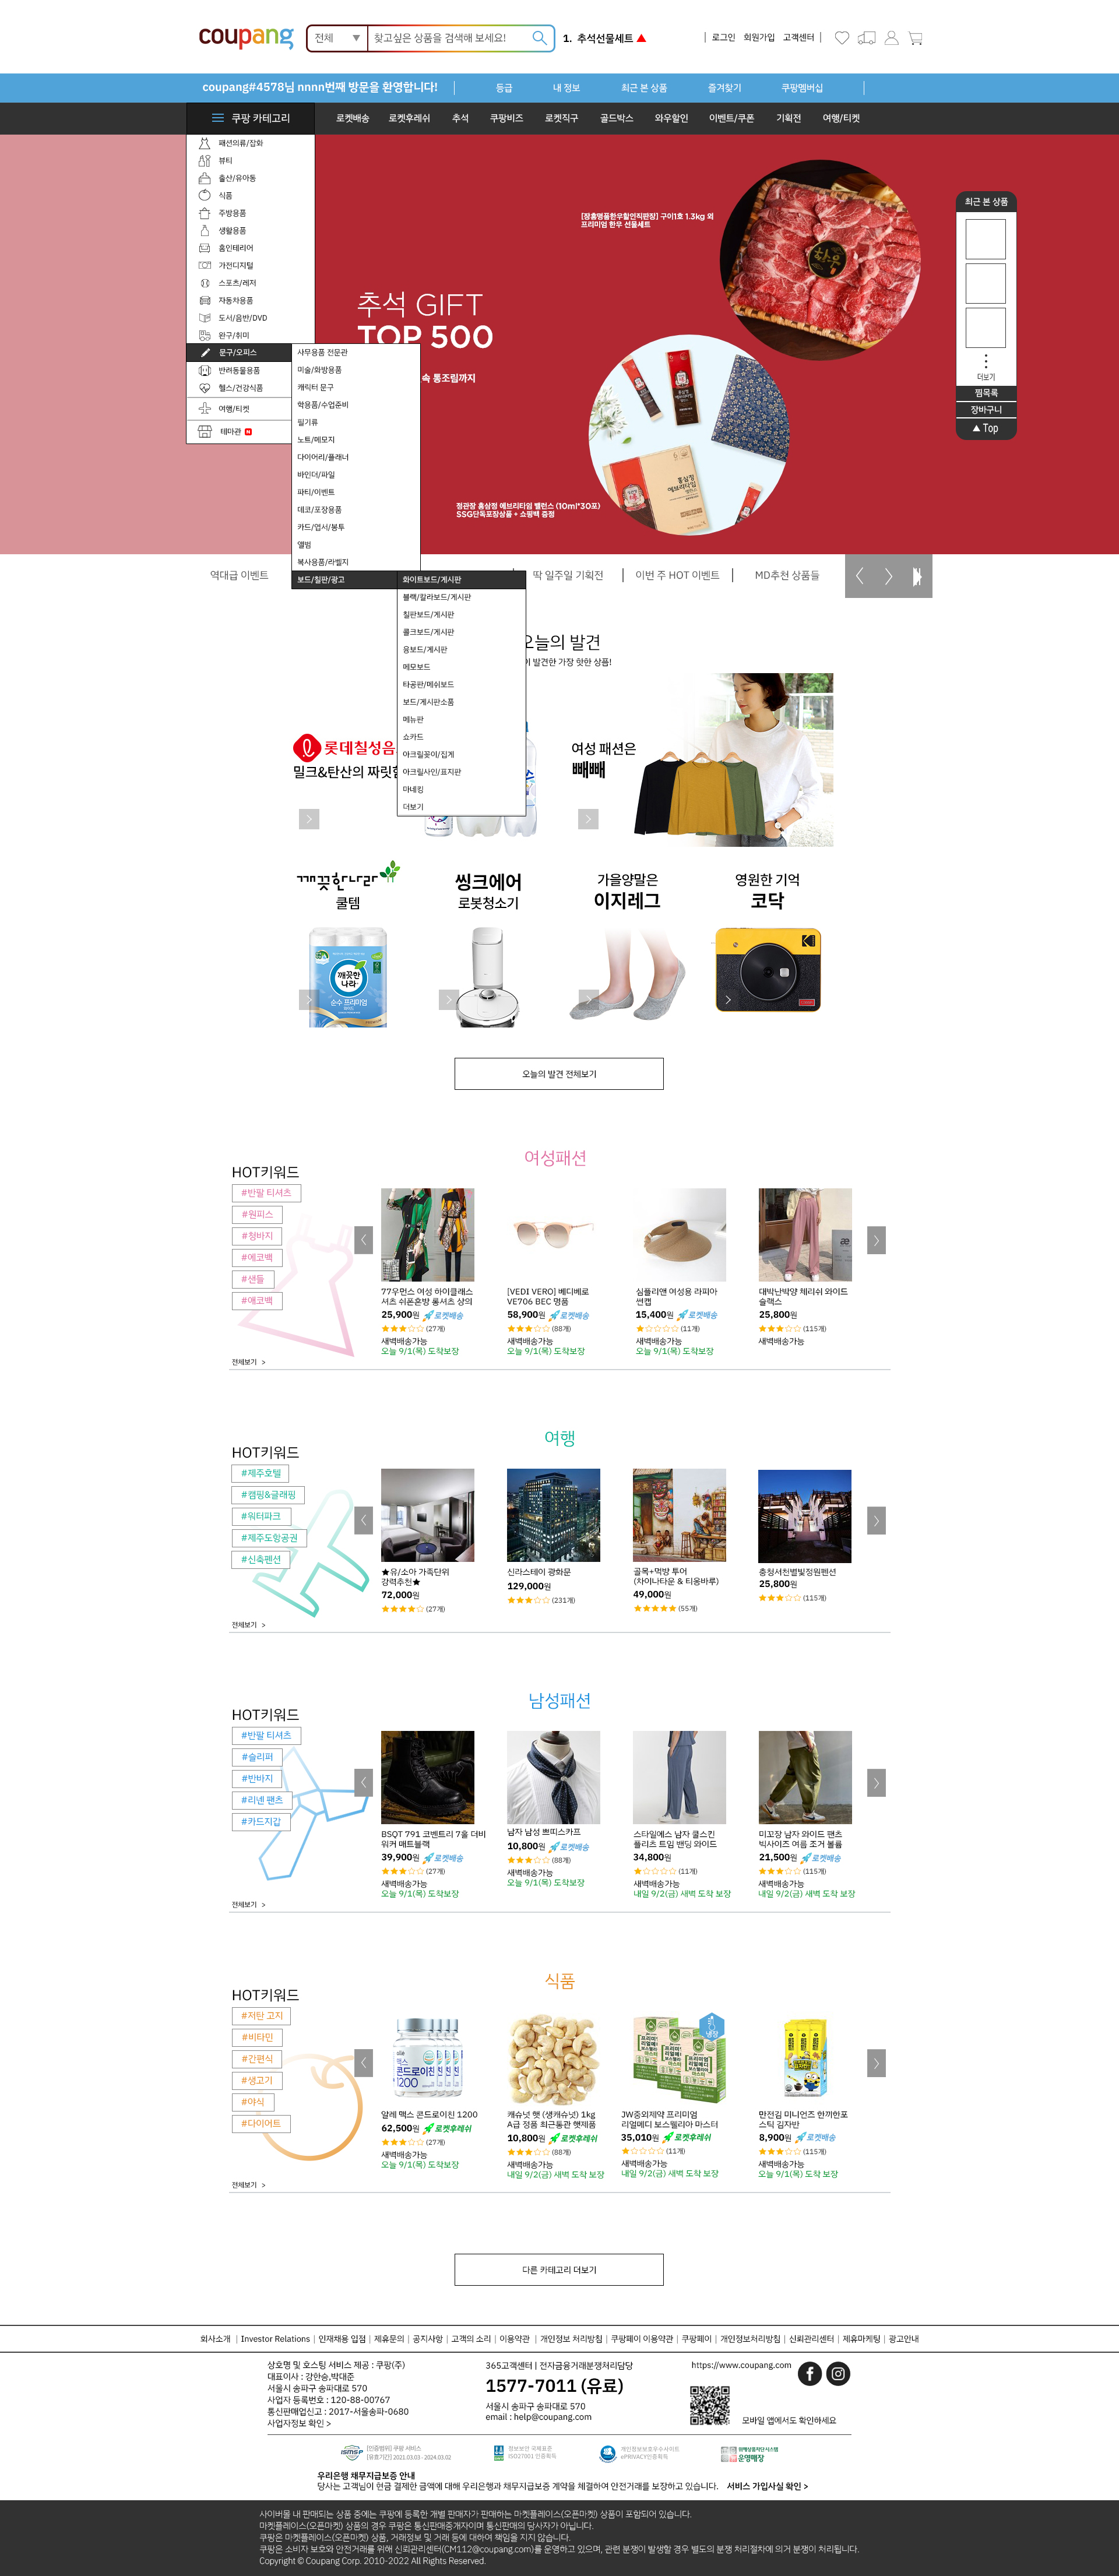 coupang
전체 ▼
찾고싶은 상품을 검색해 보세요!
1. 추석선물세트 ▲
로그인 회원가입 고객센터
coupang#4578님 nnnn번째 방문을 환영합니다!
등급 내 정보 최근 본 상품 즐겨찾기 쿠팡멤버십
쿠팡 카테고리
로켓배송 로켓후레쉬 추석 쿠팡비즈 로켓직구 골드박스 와우할인 이벤트/쿠폰 기획전 여행/티켓
패션의류/잡화
뷰티
출산/유아동
식품
주방용품
생활용품
홈인테리어
가전디지털
스포츠/레저
자동차용품
도서/음반/DVD
완구/취미
문구/오피스
반려동물용품
헬스/건강식품
여행/티켓
테마관 N
사무용품 전문관
미술/화방용품
캐릭터 문구
학용품/수업준비
필기류
노트/메모지
다이어리/플래너
바인더/파일
파티/이벤트
데코/포장용품
카드/엽서/봉투
앨범
복사용품/라벨지
보드/칠판/광고
화이트보드/게시판
블랙/칼라보드/게시판
칠판보드/게시판
콜크보드/게시판
융보드/게시판
메모보드
타공판/메쉬보드
보드/게시판소품
메뉴판
쇼카드
아크릴꽂이/집게
아크릴사인/표지판
마네킹
더보기
[장흥명품한우할인직판장] 구이1호 1.3kg 외
프리미엄 한우 선물세트
추석 GIFT
TOP 500
속 통조림까지
정관장 홍삼정 에브리타임 밸런스 (10ml*30포)
SSG단독포장상품 + 쇼핑백 증정
최근 본 상품
더보기
찜목록
장바구니
▲ Top
역대급 이벤트
딱 일주일 기획전
이번 주 HOT 이벤트
MD추천 상품들
오늘의 발견
이 발견한 가장 핫한 상품!
롯데칠성음
밀크&탄산의 짜릿함
여성 패션은
빼빼
깨끗한나라
쿨템
씽크에어
로봇청소기
가을양말은
이지레그
영원한 기억
코닥
깨끗한
나라
순수 프리미엄
오늘의 발견 전체보기
여성패션
HOT키워드
#반팔 티셔츠
#원피스
#청바지
#에코백
#샌들
#애코백
전체보기 >
77우먼스 여성 하이클래스
셔츠 쉬폰혼방 롱셔츠 상의
25,900원 로켓배송
★★★☆☆ (27개)
새벽배송가능
오늘 9/1(목) 도착보장
[VEDI VERO] 베디베로
VE706 BEC 명품
58,900원 로켓배송
★★★☆☆ (88개)
새벽배송가능
오늘 9/1(목) 도착보장
심플리앤 여성용 라피아
썬캡
15,400원 로켓배송
★☆☆☆☆ (11개)
새벽배송가능
오늘 9/1(목) 도착보장
대박난박양 체리쉬 와이드
슬랙스
25,800원
★★★☆☆ (115개)
새벽배송가능
여행
HOT키워드
#제주호텔
#캠핑&글래핑
#워터파크
#제주도항공권
#신축펜션
전체보기 >
★유/소아 가족단위
강력추천★
72,000원
★★★★☆ (27개)
신라스테이 광화문
129,000원
★★★☆☆ (231개)
골목+먹방 투어
(차이나타운 & 티옹바루)
49,000원
★★★★★ (55개)
충청서천별빛정원펜션
25,800원
★★★☆☆ (115개)
남성패션
HOT키워드
#반팔 티셔츠
#슬리퍼
#반바지
#리넨 팬츠
#카드지갑
전체보기 >
BSQT 791 코벤트리 7홀 더비
워커 매트블랙
39,900원 로켓배송
★★★☆☆ (27개)
새벽배송가능
오늘 9/1(목) 도착보장
남자 남성 쁘띠스카프
10,800원 로켓배송
★★★☆☆ (88개)
새벽배송가능
오늘 9/1(목) 도착보장
스타일에스 남자 쿨스킨
플리츠 트임 밴딩 와이드
34,800원
★☆☆☆☆ (11개)
새벽배송가능
내일 9/2(금) 새벽 도착 보장
미꼬장 남자 와이드 팬츠
빅사이즈 여름 조거 볼륨
21,500원 로켓배송
★★★☆☆ (115개)
새벽배송가능
내일 9/2(금) 새벽 도착 보장
식품
HOT키워드
#저탄 고지
#비타민
#간편식
#생고기
#야식
#다이어트
전체보기 >
알레 맥스 콘드로이친 1200
62,500원 로켓후레쉬
★★★☆☆ (27개)
새벽배송가능
오늘 9/1(목) 도착보장
캐슈넛 햇 (생캐슈넛) 1kg
A급 정품 최근통관 햇제품
10,800원 로켓후레쉬
★★★☆☆ (88개)
새벽배송가능
내일 9/2(금) 새벽 도착 보장
JW중외제약 프리미엄
리얼메디 보스웰리아 마스터
35,010원 로켓후레쉬
★☆☆☆☆ (11개)
새벽배송가능
내일 9/2(금) 새벽 도착 보장
만전김 미니언즈 한끼한포
스틱 김자반
8,900원 로켓배송
★★★☆☆ (115개)
새벽배송가능
오늘 9/1(목) 도착 보장
다른 카테고리 더보기
회사소개 | Investor Relations | 인재채용 입점 | 제휴문의 | 공지사항 | 고객의 소리 | 이용약관 | 개인정보 처리방침 | 쿠팡페이 이용약관 | 쿠팡페이 | 개인정보처리방침 | 신뢰관리센터 | 제휴마케팅 | 광고안내
상호명 및 호스팅 서비스 제공 : 쿠팡(주)
대표이사 : 강한승,박대준
서울시 송파구 송파대로 570
사업자 등록번호 : 120-88-00767
통신판매업신고 : 2017-서울송파-0680
사업자정보 확인 >
365고객센터 | 전자금융거래분쟁처리담당
1577-7011 (유료)
서울시 송파구 송파대로 570
email : help@coupang.com
https://www.coupang.com
모바일 앱에서도 확인하세요
ISMS-P
[인증범위] 쿠팡 서비스
[유효기간] 2021.03.03 - 2024.03.02
정보보안 국제표준
ISO27001 인증획득
개인정보보호우수사이트
ePRIVACY인증획득
위해상품차단시스템
운영매장
우리은행 채무지급보증 안내
당사는 고객님이 현금 결제한 금액에 대해 우리은행과 채무지급보증 계약을 체결하여 안전거래를 보장하고 있습니다. 서비스 가입사실 확인 >
사이버몰 내 판매되는 상품 중에는 쿠팡에 등록한 개별 판매자가 판매하는 마켓플레이스(오픈마켓) 상품이 포함되어 있습니다.
마켓플레이스(오픈마켓) 상품의 경우 쿠팡은 통신판매중개자이며 통신판매의 당사자가 아닙니다.
쿠팡은 마켓플레이스(오픈마켓) 상품, 거래정보 및 거래 등에 대하여 책임을 지지 않습니다.
쿠팡은 소비자 보호와 안전거래를 위해 신뢰관리센터(CM112@coupang.com)를 운영하고 있으며, 관련 분쟁이 발생할 경우 별도의 분쟁 처리절차에 의거 분쟁이 처리됩니다.
Copyright © Coupang Corp. 2010-2022 All Rights Reserved.